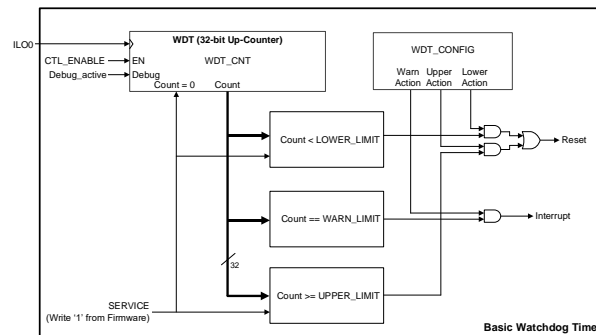 WDT (32-bit Up-Counter)
WDT_CNT
ILO0
CTL_ENABLE
EN
Debug_active
Debug
Count = 0
Count
WDT_CONFIG
Warn Action
Upper Action
Lower Action
Count < LOWER_LIMIT
Reset
Count == WARN_LIMIT
Interrupt
32
Count >= UPPER_LIMIT
SERVICE
(Write '1' from Firmware)
Basic Watchdog Time